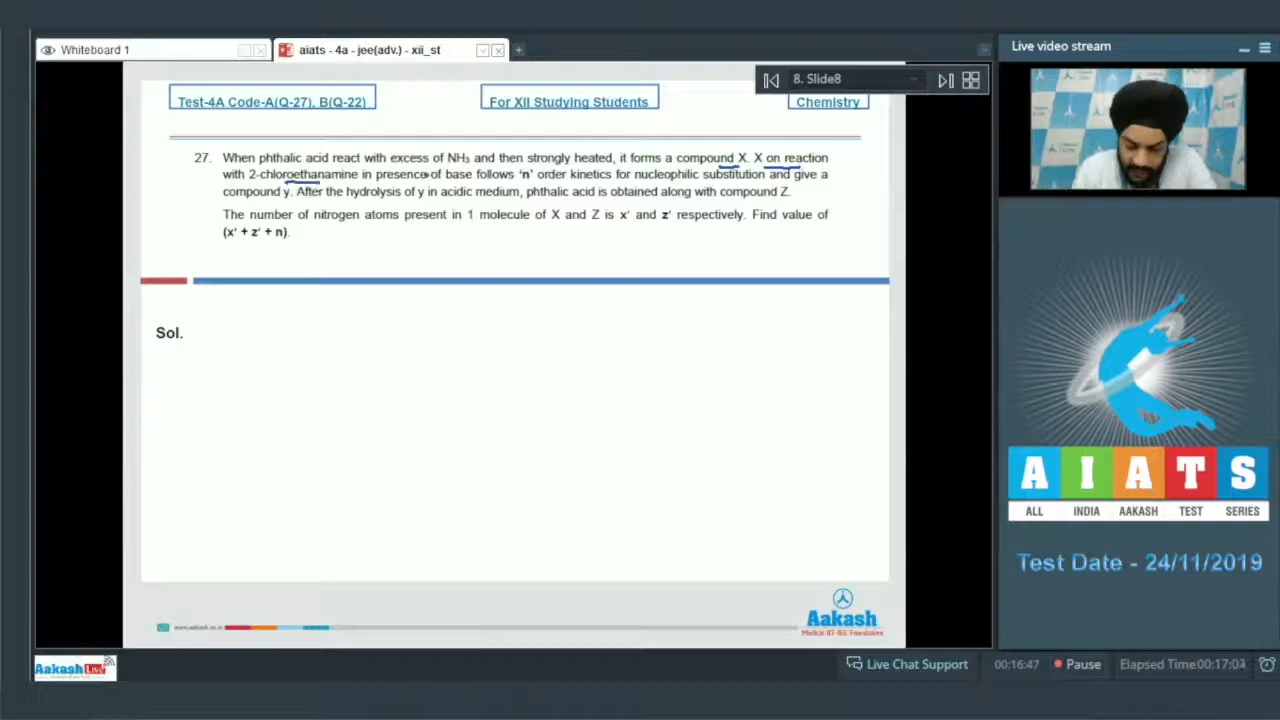 Whiteboard 1
aiats - 4a - jee(adv.) - xii_st
Live video stream
8. Slide8
Test-4A Code-A(Q-27), B(Q-22)
For XII Studying Students
Chemistry
27. When phthalic acid react with excess of NH₃ and then strongly heated, it forms a compound X. X on reaction
with 2-chloroethanamine in presence of base follows 'n' order kinetics for nucleophilic substitution and give a
compound y. After the hydrolysis of y in acidic medium, phthalic acid is obtained along with compound Z.
The number of nitrogen atoms present in 1 molecule of X and Z is x' and z' respectively. Find value of
(x' + z' + n).
Sol.
AIATS
ALL INDIA AAKASH TEST SERIES
Test Date - 24/11/2019
www.aakash.ac.in
Aakash
Medical|IIT-JEE|Foundations
Aakash Live
Live Chat Support
00:16:47
Pause
Elapsed Time:00:17:03